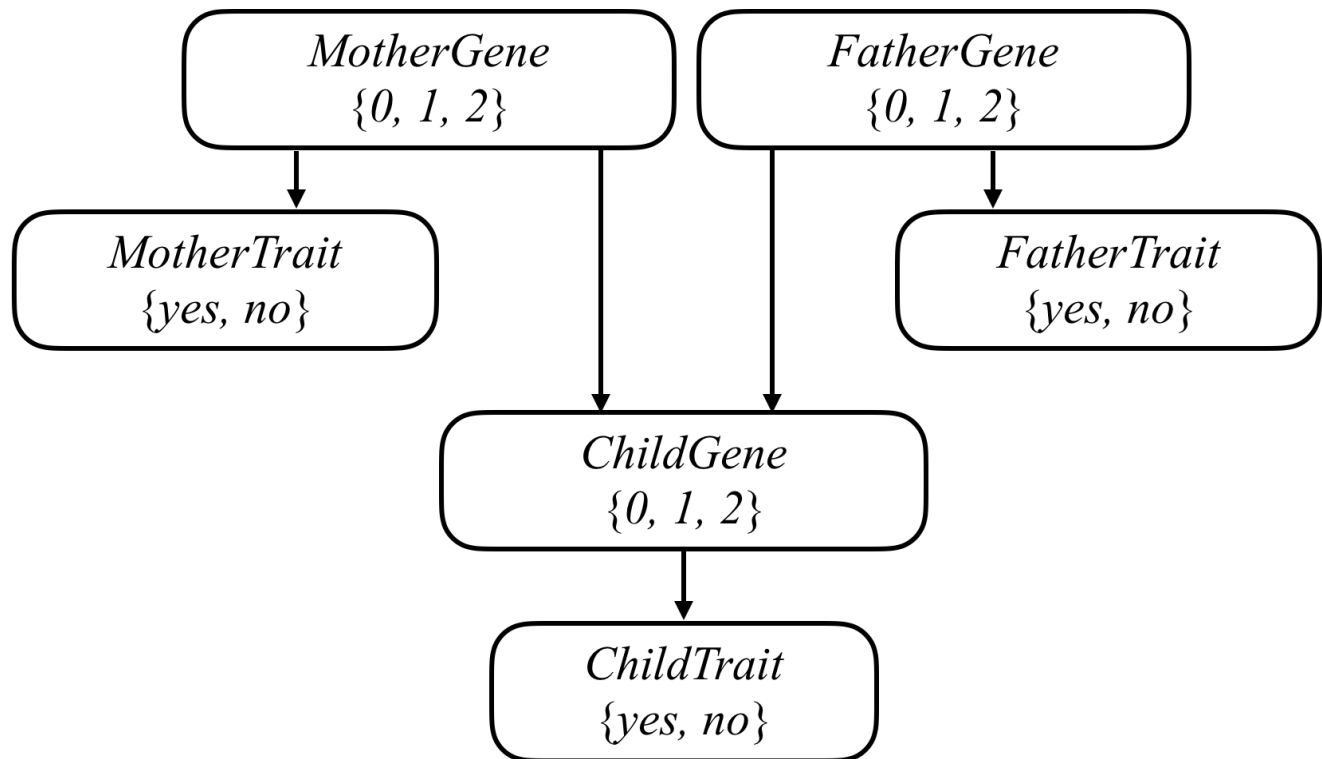 MotherGene
{0, 1, 2}
FatherGene
{0, 1, 2}
MotherTrait
{yes, no}
FatherTrait
{yes, no}
ChildGene
{0, 1, 2}
ChildTrait
{yes, no}